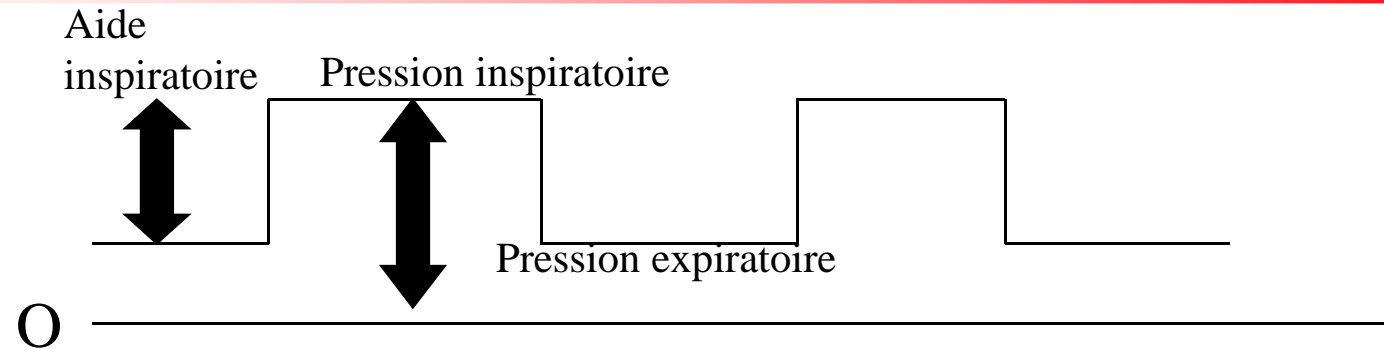 Aide
inspiratoire
Pression inspiratoire
Pression expiratoire
O